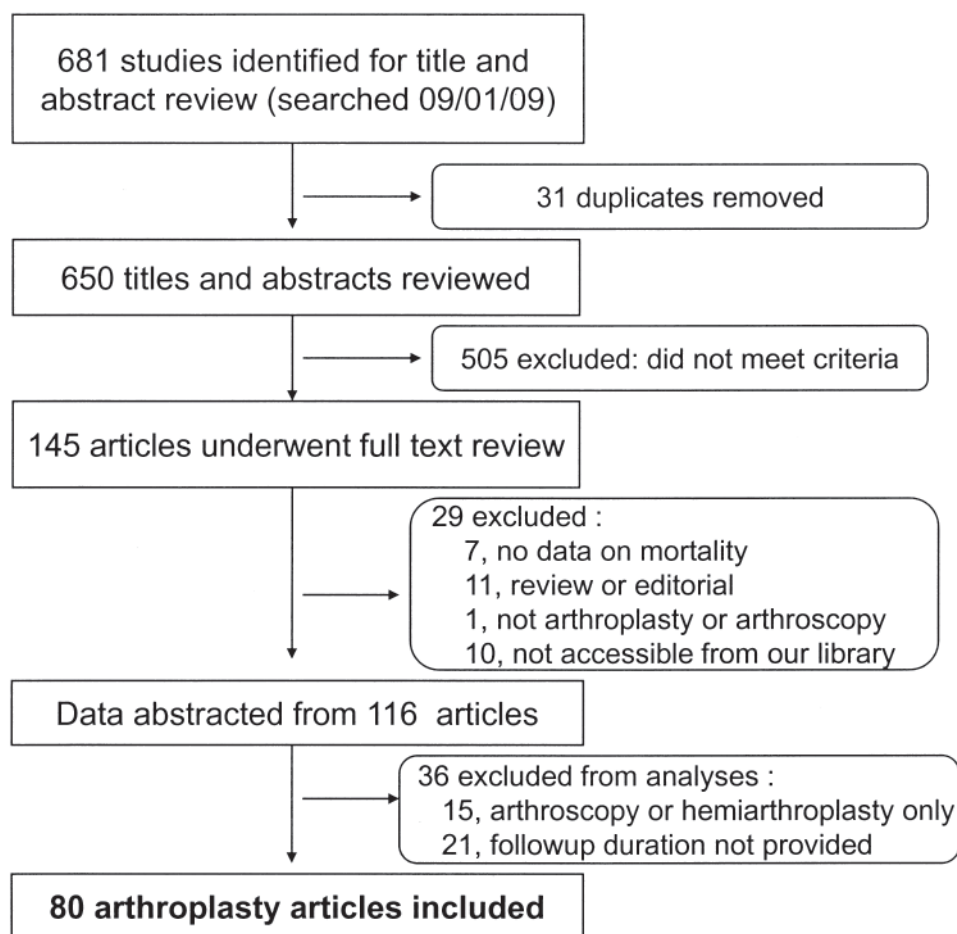 681 studies identified for title and
abstract review (searched 09/01/09)
31 duplicates removed
650 titles and abstracts reviewed
505 excluded: did not meet criteria
145 articles underwent full text review
29 excluded :
7, no data on mortality
11, review or editorial
1, not arthroplasty or arthroscopy
10, not accessible from our library
Data abstracted from 116 articles
36 excluded from analyses :
15, arthroscopy or hemiarthroplasty only
21, followup duration not provided
80 arthroplasty articles included